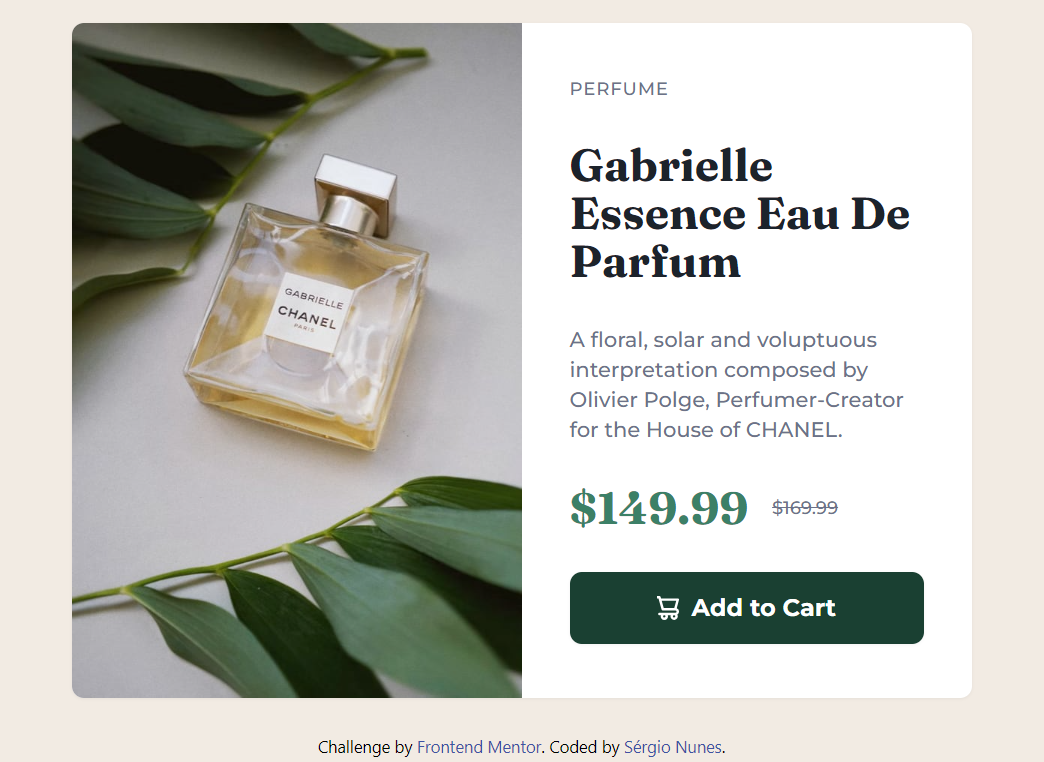 GABRIELLE
CHANEL
PARIS
PERFUME
Gabrielle
Essence Eau De
Parfum
A floral, solar and voluptuous
interpretation composed by
Olivier Polge, Perfumer-Creator
for the House of CHANEL.
$149.99 $169.99
Add to Cart
Challenge by Frontend Mentor. Coded by Sérgio Nunes.